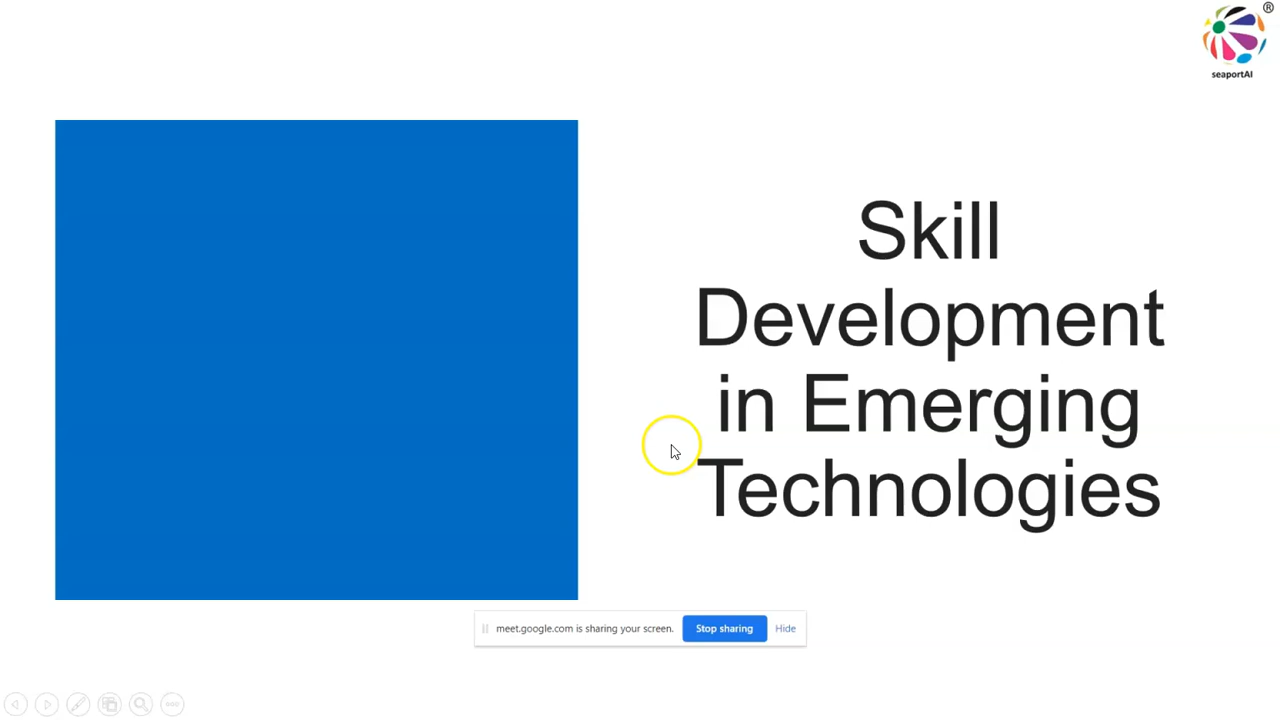 ®
seaportAI
Skill
Development
in Emerging
Technologies
meet.google.com is sharing your screen. Stop sharing Hide